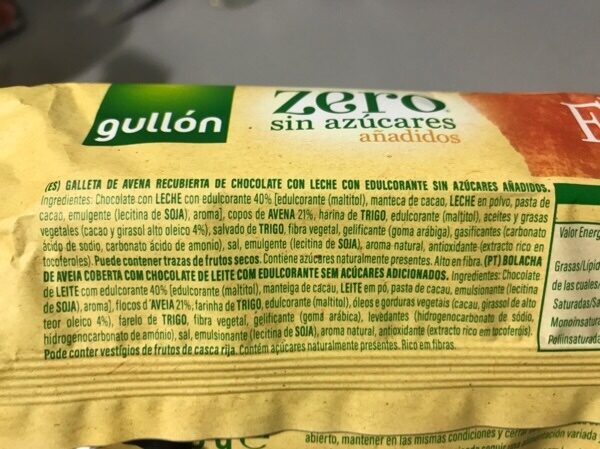 gullón
zero
sin azúcares
añadidos
(ES) GALLETA DE AVENA RECUBIERTA DE CHOCOLATE CON LECHE CON EDULCORANTE SIN AZÚCARES AÑADIDOS.
Ingredientes: Chocolate con LECHE con edulcorante 40% [edulcorante (maltitol), manteca de cacao, LECHE en polvo, pasta de
cacao, emulgente (lecitina de SOJA), aroma], copos de AVENA 21%, harina de TRIGO, edulcorante (maltitol), aceites y grasas
vegetales (cacao y girasol alto oleico 4%), salvado de TRIGO, fibra vegetal, gelificante (goma arábiga), gasificantes (carbonato
ácido de sodio, carbonato ácido de amonio), sal, emulgente (lecitina de SOJA), aroma natural, antioxidante (extracto rico en
tocoferoles). Puede contener trazas de frutos secos. Contiene azúcares naturalmente presentes. Alto en fibra. (PT) BOLACHA
DE AVEIA COBERTA COM CHOCOLATE DE LEITE COM EDULCORANTE SEM AÇÚCARES ADICIONADOS. Ingredientes: Chocolate
de LEITE com edulcorante 40% [edulcorante (maltitol), manteiga de cacau, LEITE em pó, pasta de cacau, emulsionante (lecitina
de SOJA), aroma], flocos d´AVEIA 21%, farinha de TRIGO, edulcorante (maltitol), óleos e gorduras vegetais (cacau, girassol de alto
teor oleico 4%), farelo de TRIGO, fibra vegetal, gelificante (goma arábica), levedantes (hidrogenocarbonato de sódio,
hidrogenocarbonato de amónio), sal, emulsionante (lecitina de SOJA), aroma natural, antioxidante (extracto rico em tocoferóis).
Pode conter vestígios de frutos de casca rija. Contém açúcares naturalmente presentes. Rico em fibras.
Valor Energ
Grasas/Lípid
de las cuales
Saturadas/Sa
Monoinsatura
Poliinsaturada
abierto, mantener en las mismas condiciones y cerra ación variada